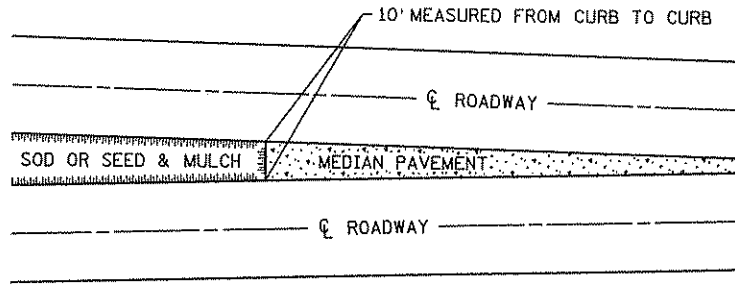 10' MEASURED FROM CURB TO CURB
℄ ROADWAY
SOD OR SEED & MULCH
MEDIAN PAVEMENT
℄ ROADWAY